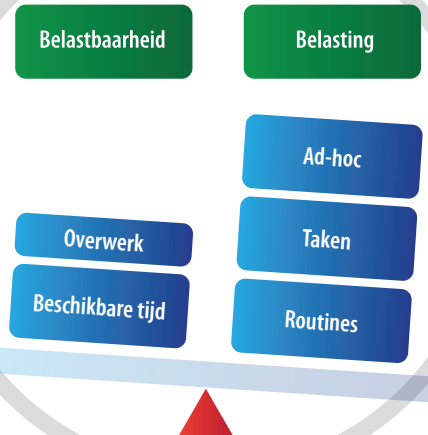 Belastbaarheid
Belasting
Ad-hoc
Overwerk
Taken
Beschikbare tijd
Routines